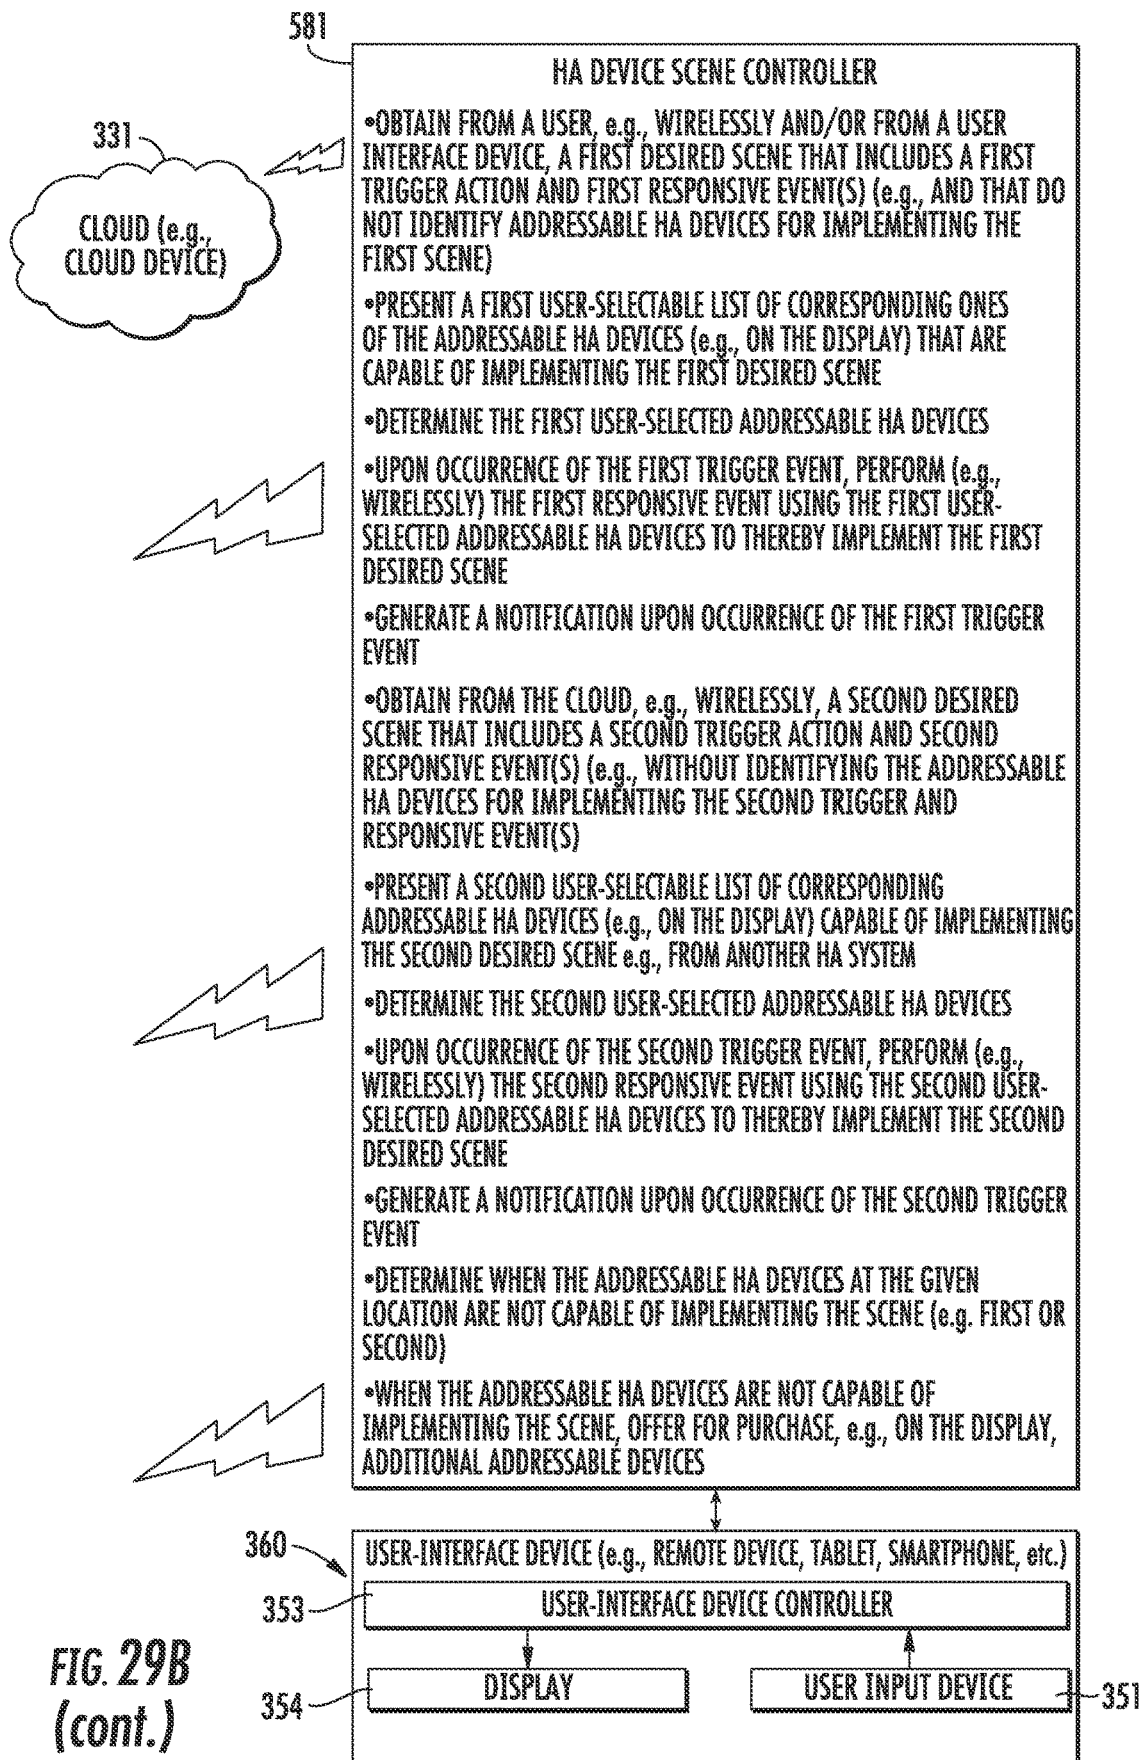 581
HA DEVICE SCENE CONTROLLER
331
CLOUD (e.g.,
CLOUD DEVICE)
•OBTAIN FROM A USER, e.g., WIRELESSLY AND/OR FROM A USER
INTERFACE DEVICE, A FIRST DESIRED SCENE THAT INCLUDES A FIRST
TRIGGER ACTION AND FIRST RESPONSIVE EVENT(S) (e.g., AND THAT DO
NOT IDENTIFY ADDRESSABLE HA DEVICES FOR IMPLEMENTING THE
FIRST SCENE)
•PRESENT A FIRST USER-SELECTABLE LIST OF CORRESPONDING ONES
OF THE ADDRESSABLE HA DEVICES (e.g., ON THE DISPLAY) THAT ARE
CAPABLE OF IMPLEMENTING THE FIRST DESIRED SCENE
•DETERMINE THE FIRST USER-SELECTED ADDRESSABLE HA DEVICES
•UPON OCCURRENCE OF THE FIRST TRIGGER EVENT, PERFORM (e.g.,
WIRELESSLY) THE FIRST RESPONSIVE EVENT USING THE FIRST USER-
SELECTED ADDRESSABLE HA DEVICES TO THEREBY IMPLEMENT THE FIRST
DESIRED SCENE
•GENERATE A NOTIFICATION UPON OCCURRENCE OF THE FIRST TRIGGER
EVENT
•OBTAIN FROM THE CLOUD, e.g., WIRELESSLY, A SECOND DESIRED
SCENE THAT INCLUDES A SECOND TRIGGER ACTION AND SECOND
RESPONSIVE EVENT(S) (e.g., WITHOUT IDENTIFYING THE ADDRESSABLE
HA DEVICES FOR IMPLEMENTING THE SECOND TRIGGER AND
RESPONSIVE EVENT(S)
•PRESENT A SECOND USER-SELECTABLE LIST OF CORRESPONDING
ADDRESSABLE HA DEVICES (e.g., ON THE DISPLAY) CAPABLE OF IMPLEMENTING
THE SECOND DESIRED SCENE e.g., FROM ANOTHER HA SYSTEM
•DETERMINE THE SECOND USER-SELECTED ADDRESSABLE HA DEVICES
•UPON OCCURRENCE OF THE SECOND TRIGGER EVENT, PERFORM (e.g.,
WIRELESSLY) THE SECOND RESPONSIVE EVENT USING THE SECOND USER-
SELECTED ADDRESSABLE HA DEVICES TO THEREBY IMPLEMENT THE SECOND
DESIRED SCENE
•GENERATE A NOTIFICATION UPON OCCURRENCE OF THE SECOND TRIGGER
EVENT
•DETERMINE WHEN THE ADDRESSABLE HA DEVICES AT THE GIVEN
LOCATION ARE NOT CAPABLE OF IMPLEMENTING THE SCENE (e.g. FIRST OR
SECOND)
•WHEN THE ADDRESSABLE HA DEVICES ARE NOT CAPABLE OF
IMPLEMENTING THE SCENE, OFFER FOR PURCHASE, e.g., ON THE DISPLAY,
ADDITIONAL ADDRESSABLE DEVICES
360
USER-INTERFACE DEVICE (e.g., REMOTE DEVICE, TABLET, SMARTPHONE, etc.)
353
USER-INTERFACE DEVICE CONTROLLER
354
DISPLAY
USER INPUT DEVICE
351
FIG. 29B
(cont.)